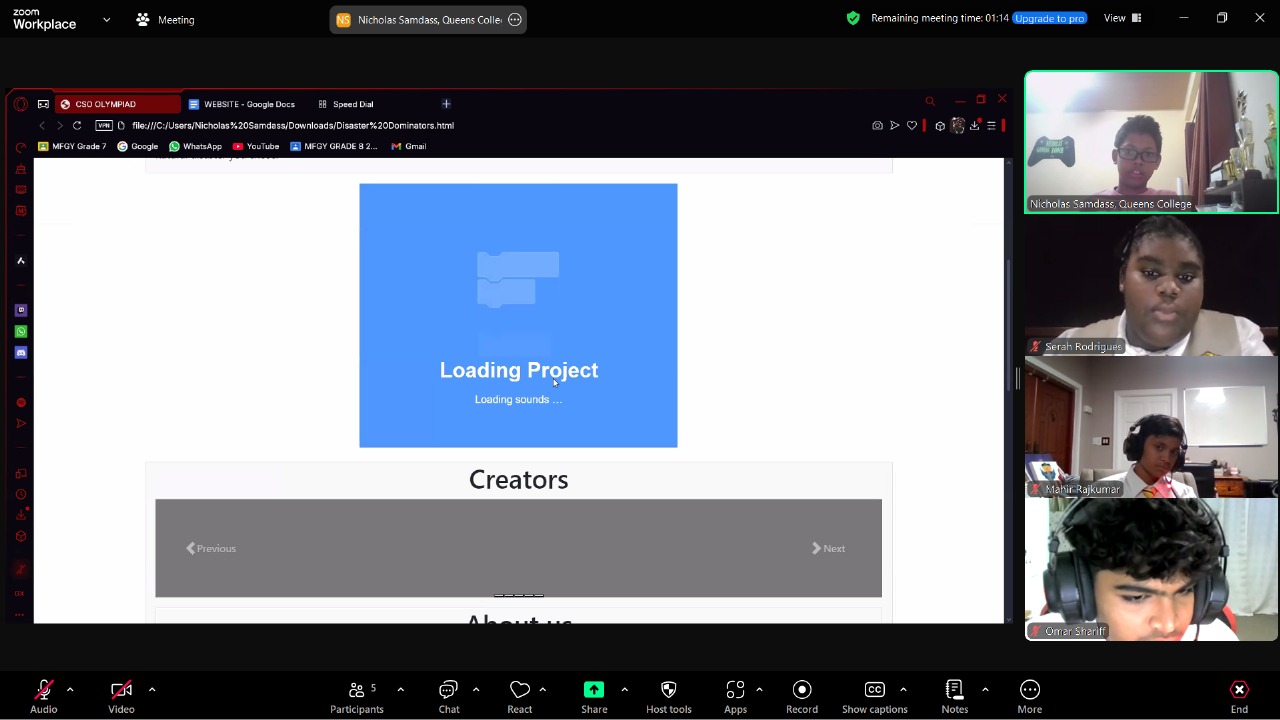 zoom
Workplace
Meeting
NS Nicholas Samdass, Queens Colle
Remaining meeting time: 01:14 Upgrade to pro
View
CSO OLYMPIAD
WEBSITE - Google Docs
Speed Dial
VPN
file:///C:/Users/Nicholas%20Samdass/Downloads/Disaster%20Dominators.html
MFGY Grade 7
Google
WhatsApp
YouTube
MFGY GRADE 8 2...
Gmail
Loading Project
Loading sounds ...
Creators
Previous
Next
About us
Nicholas Samdass, Queens College
Serah Rodrigues
Mahir Rajkumar
Omar Shariff
Audio
Video
5
Participants
Chat
React
Share
Host tools
Apps
Record
CC
Show captions
Notes
More
End